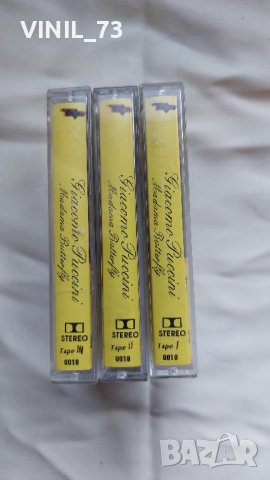 VINIL_73
Giacomo Puccini
Madama Butterfly
STEREO
Tape III
0018
Giacomo Puccini
Madama Butterfly
STEREO
Tape II
0018
Giacomo Puccini
Madama Butterfly
STEREO
Tape I
0018
bazar